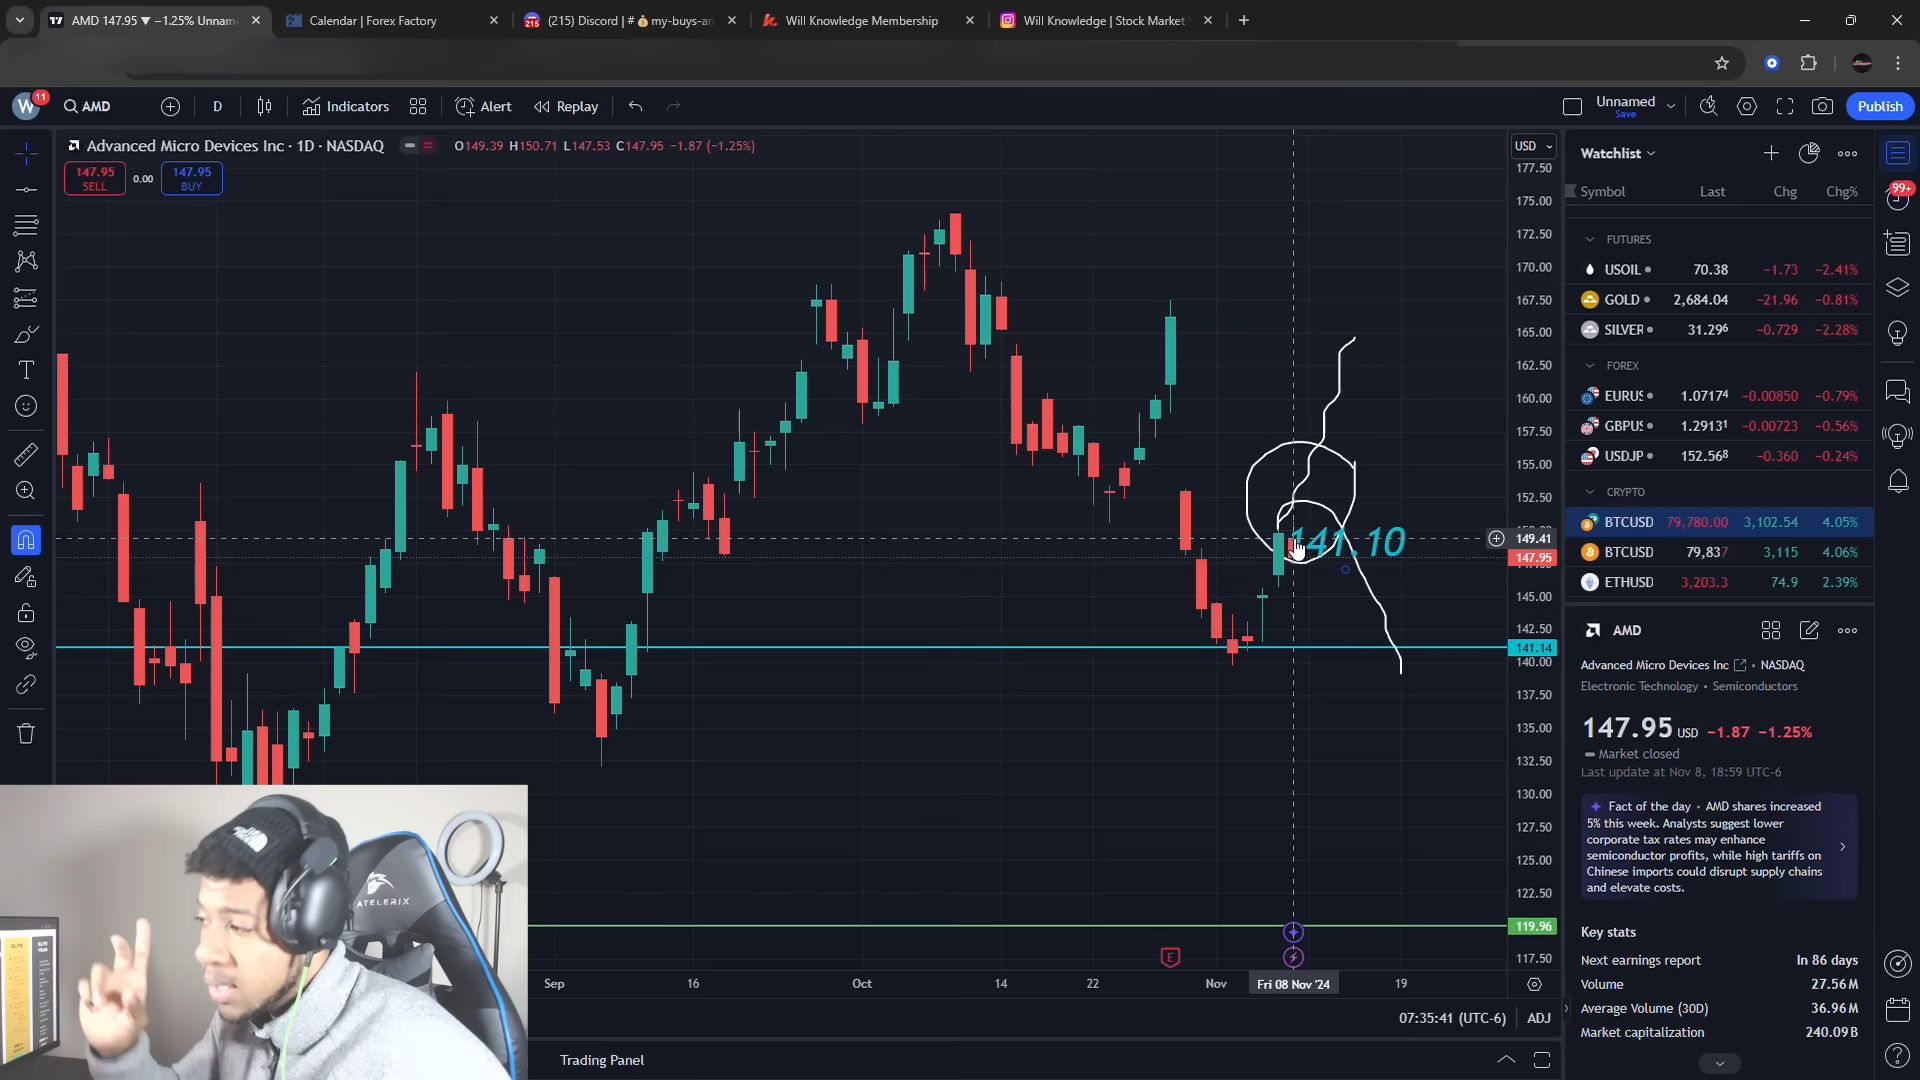 AMD 147.95 ▼ −1.25% Unnam
Calendar | Forex Factory
(215) Discord | # 💰my-buys-an
Will Knowledge Membership
Will Knowledge | Stock Market
W
11
AMD
D
Indicators
Alert
Replay
Unnamed
Save
Publish
Advanced Micro Devices Inc · 1D · NASDAQ
O149.39 H150.71 L147.53 C147.95 −1.87 (−1.25%)
147.95
SELL
0.00
147.95
BUY
USD
177.50
175.00
172.50
170.00
167.50
165.00
162.50
160.00
157.50
155.00
152.50
149.41
147.95
145.00
142.50
141.14
140.00
137.50
135.00
132.50
130.00
127.50
125.00
122.50
119.96
117.50
141.10
E
Sep
16
Oct
14
22
Nov
Fri 08 Nov '24
19
07:35:41 (UTC-6)
ADJ
Trading Panel
ATELERIX
Watchlist
99+
Symbol Last Chg Chg%
FUTURES
USOIL 70.38 −1.73 −2.41%
GOLD 2,684.04 −21.96 −0.81%
SILVER 31.296 −0.729 −2.28%
FOREX
EURUS 1.07174 −0.00850 −0.79%
GBPUS 1.29131 −0.00723 −0.56%
USDJP 152.568 −0.360 −0.24%
CRYPTO
BTCUSD 79,780.00 3,102.54 4.05%
BTCUSD 79,837 3,115 4.06%
ETHUSD 3,203.3 74.9 2.39%
AMD
Advanced Micro Devices Inc • NASDAQ
Electronic Technology • Semiconductors
147.95 USD −1.87 −1.25%
Market closed
Last update at Nov 8, 18:59 UTC-6
Fact of the day • AMD shares increased
5% this week. Analysts suggest lower
corporate tax rates may enhance
semiconductor profits, while high tariffs on
Chinese imports could disrupt supply chains
and elevate costs.
Key stats
Next earnings report In 86 days
Volume 27.56M
Average Volume (30D) 36.96M
Market capitalization 240.09B